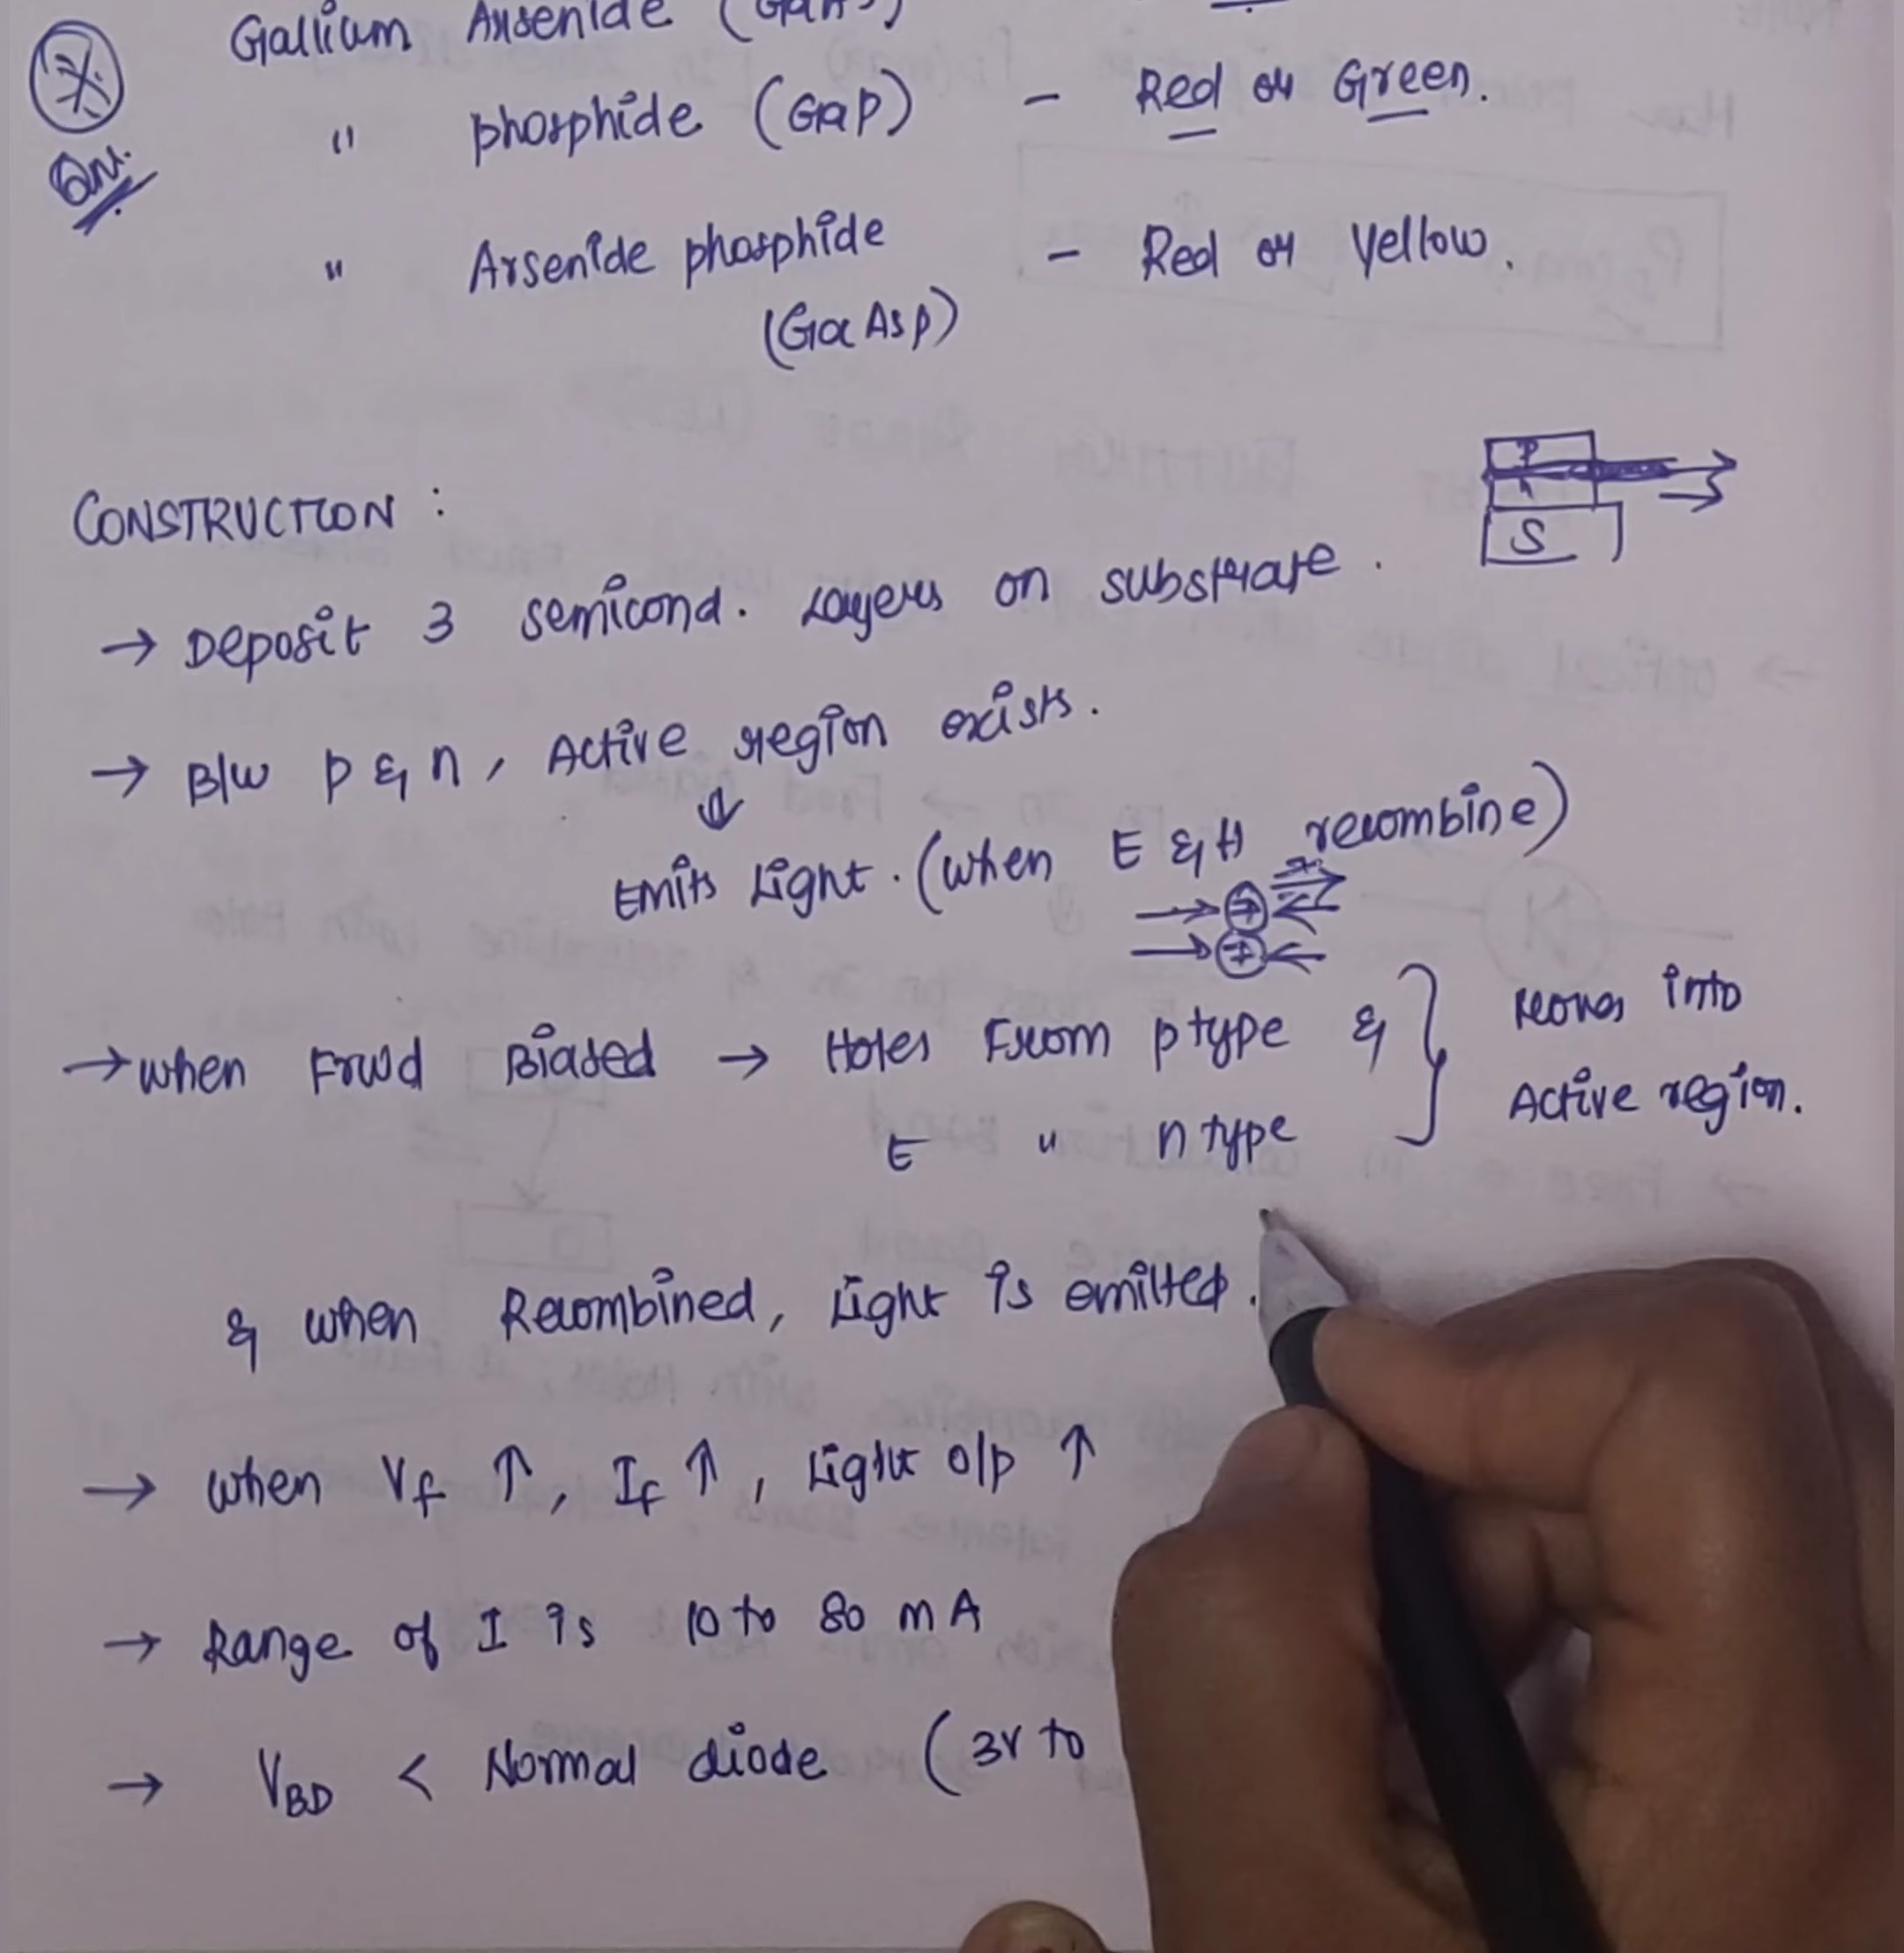 Gallium Arsenide (GaAs)
Qn.
" phosphide (GaP) - Red or Green.
" Arsenide phosphide - Red or Yellow.
(GaAsP)
CONSTRUCTION :
P
n
S
→ Deposit 3 semicond. Layers on substrate.
→ B/w p & n, Active region exists.
↓
Emits Light. (when E & H recombine)
→ when Frwd Biased → Holes From p type & } moves into
E " n type Active region.
& when Recombined, Light is emitted.
→ when Vf ↑, If ↑, Light o/p ↑
→ Range of I is 10 to 80 mA
→ VBD < Normal diode (3V to